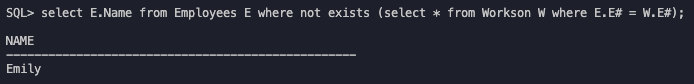 SQL> select E.Name from Employees E where not exists (select * from Workson W where E.E# = W.E#);
NAME
--------------------------------------------------
Emily